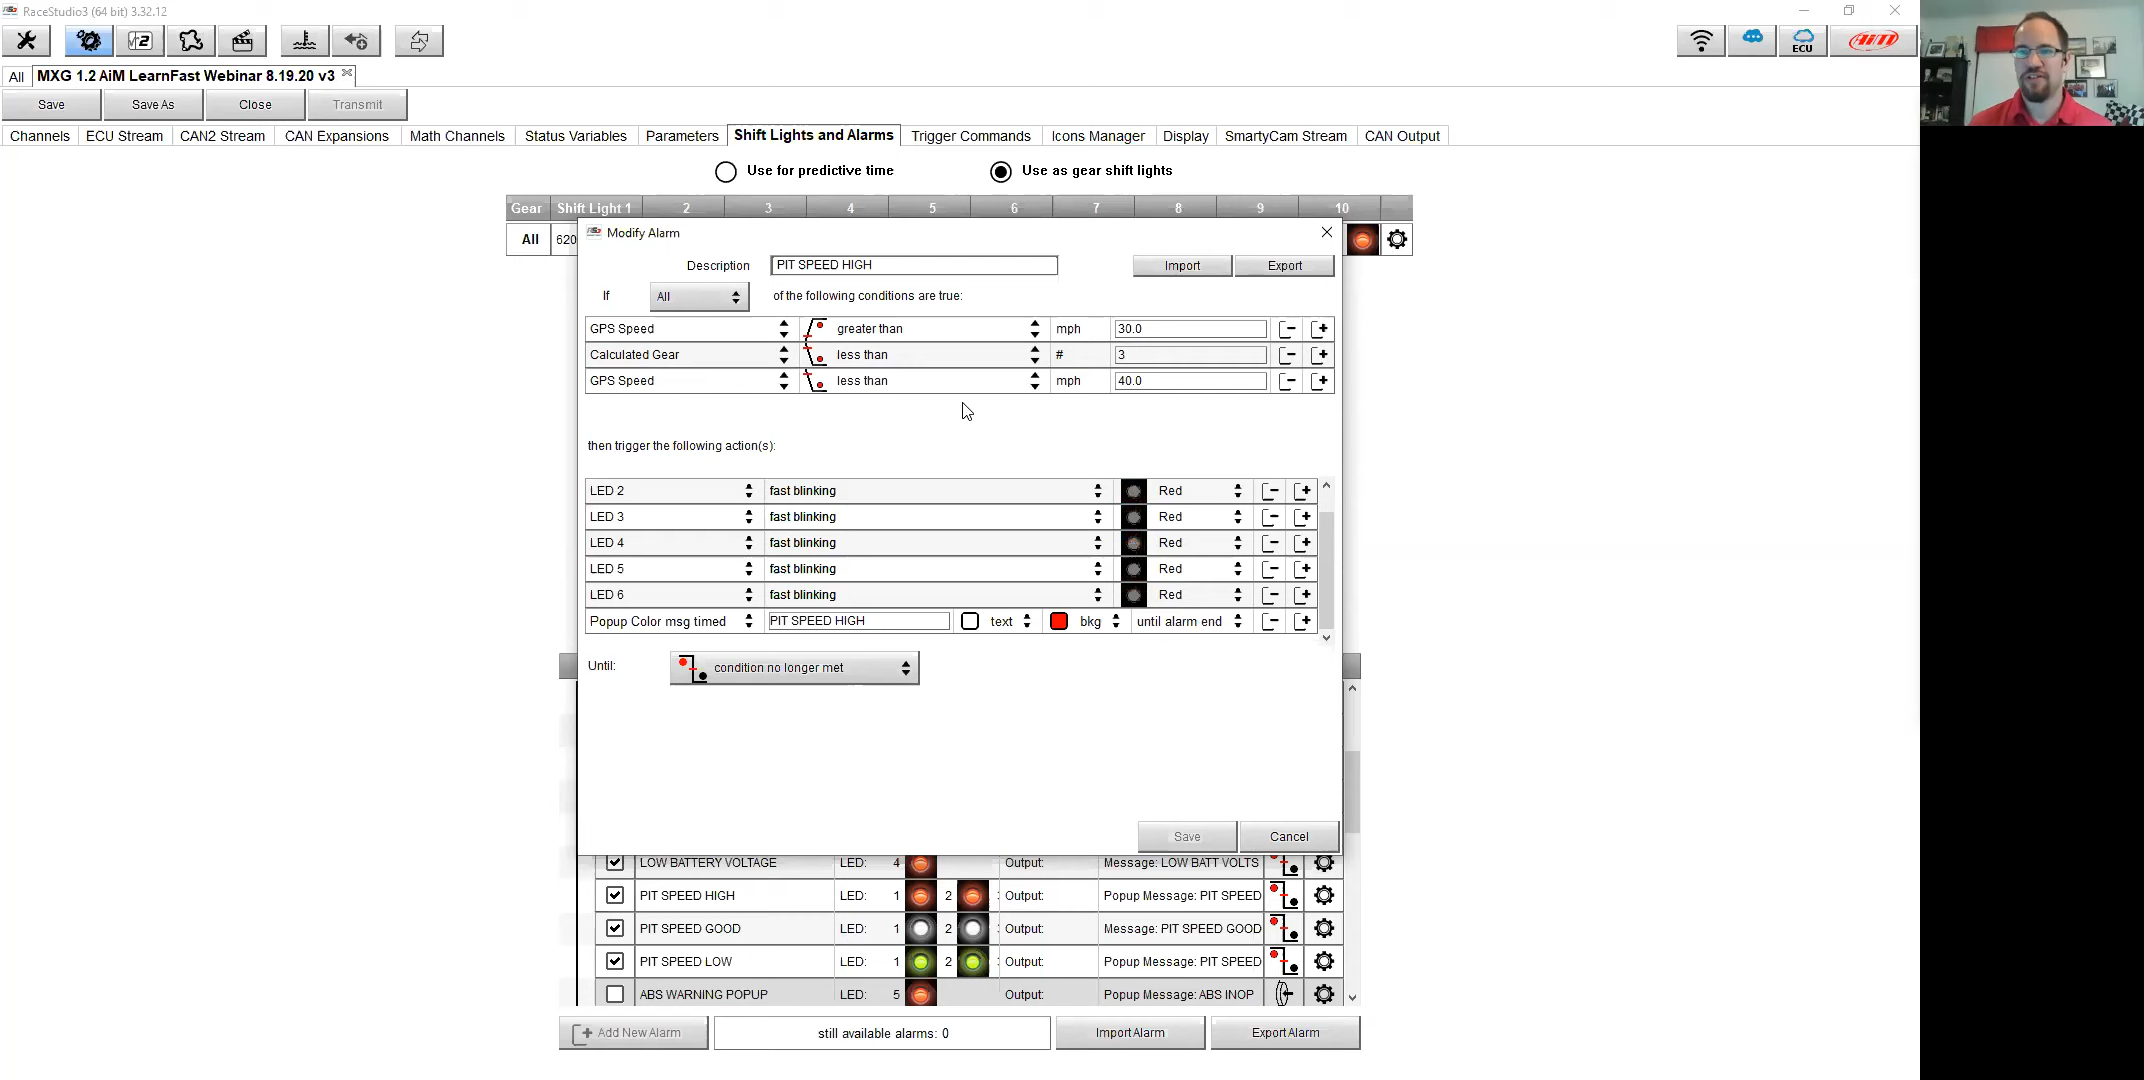 RaceStudio3 (64 bit) 3.32.12
ECU
AiM
All MXG 1.2 AiM LearnFast Webinar 8.19.20 v3
Save Save As Close Transmit
Channels ECU Stream CAN2 Stream CAN Expansions Math Channels Status Variables Parameters Shift Lights and Alarms Trigger Commands Icons Manager Display SmartyCam Stream CAN Output
Use for predictive time Use as gear shift lights
Gear Shift Light 1 2 3 4 5 6 7 8 9 10
All 620
Modify Alarm
Description PIT SPEED HIGH Import Export
If All of the following conditions are true:
GPS Speed greater than mph 30.0
Calculated Gear less than # 3
GPS Speed less than mph 40.0
then trigger the following action(s):
LED 2 fast blinking Red
LED 3 fast blinking Red
LED 4 fast blinking Red
LED 5 fast blinking Red
LED 6 fast blinking Red
Popup Color msg timed PIT SPEED HIGH text bkg until alarm end
Until: condition no longer met
Save Cancel
LOW BATTERY VOLTAGE LED: 4 Output: Message: LOW BATT VOLTS
PIT SPEED HIGH LED: 1 2 Output: Popup Message: PIT SPEED
PIT SPEED GOOD LED: 1 2 Output: Message: PIT SPEED GOOD
PIT SPEED LOW LED: 1 2 Output: Popup Message: PIT SPEED
ABS WARNING POPUP LED: 5 Output: Popup Message: ABS INOP
Add New Alarm still available alarms: 0 Import Alarm Export Alarm